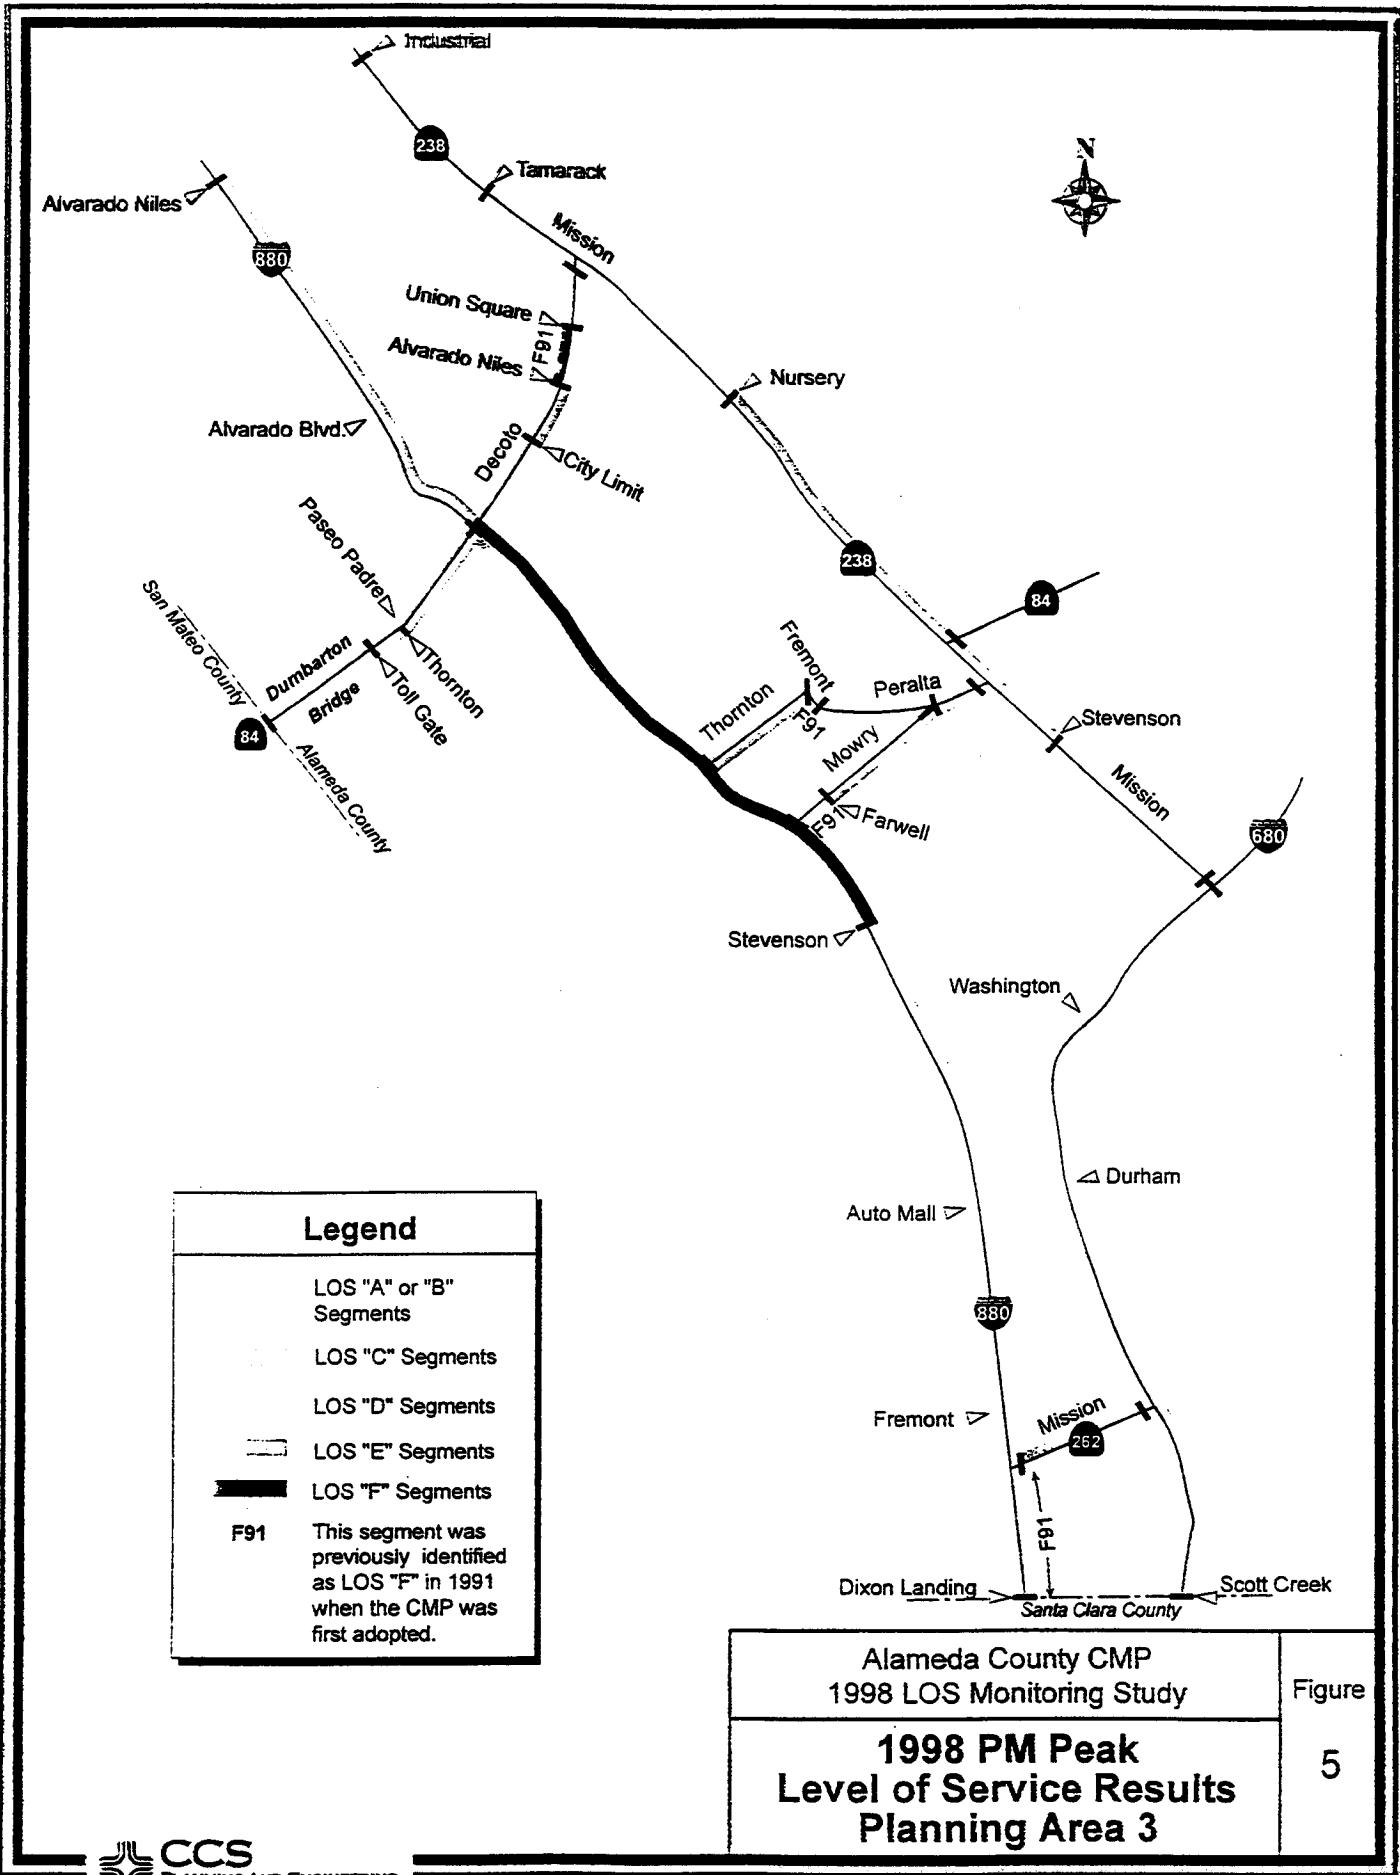 Industrial
238
Tamarack
N
Alvarado Niles
Mission
880
Union Square
F91
Alvarado Niles
Nursery
Alvarado Blvd.
Decoto
City Limit
Paseo Padre
238
84
San Mateo County
Thornton
Dumbarton
Bridge
Toll Gate
84
Alameda County
Fremont
Peralta
Thornton
F91
Mowry
Stevenson
Mission
F91
Farwell
680
Stevenson
Washington
Durham
Auto Mall
880
Fremont
Mission
262
F91
Dixon Landing
Scott Creek
Santa Clara County
Legend
LOS "A" or "B"
Segments
LOS "C" Segments
LOS "D" Segments
LOS "E" Segments
LOS "F" Segments
F91 This segment was
previously identified
as LOS "F" in 1991
when the CMP was
first adopted.
Alameda County CMP
1998 LOS Monitoring Study
Figure
1998 PM Peak
Level of Service Results
Planning Area 3
5
CCS